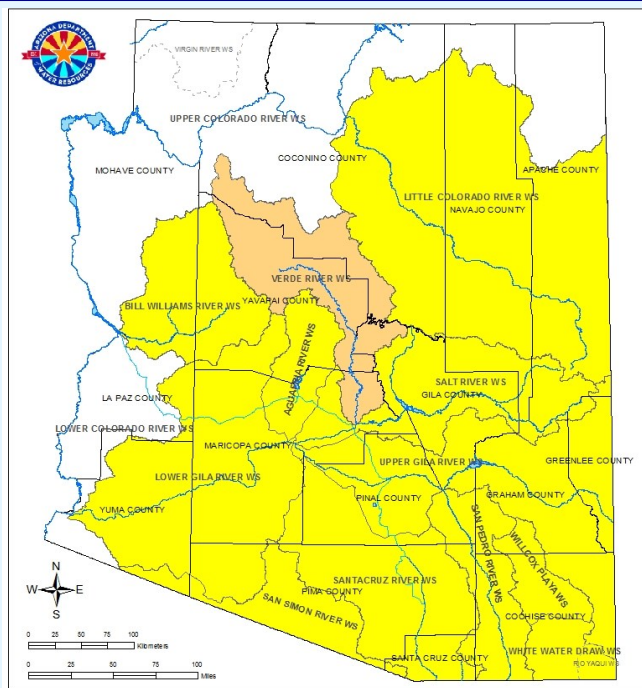 ARIZONA DEPARTMENT
WATER RESOURCES
VIRGIN RIVER WS
UPPER COLORADO RIVER WS
COCONINO COUNTY
MOHAVE COUNTY
APACHE COUNTY
LITTLE COLORADO RIVER WS
NAVAJO COUNTY
VERDE RIVER WS
YAVAPAI COUNTY
BILL WILLIAMS RIVER WS
AGUA FRIA RIVER WS
LA PAZ COUNTY
SALT RIVER WS
GILA COUNTY
LOWER COLORADO RIVER WS
MARICOPA COUNTY
UPPER GILA RIVER WS
GREENLEE COUNTY
LOWER GILA RIVER WS
PINAL COUNTY
GRAHAM COUNTY
YUMA COUNTY
SAN PEDRO RIVER WS
WILLCOX PLAYA WS
SANTACRUZ RIVER WS
PIMA COUNTY
SAN SIMON RIVER WS
COCHISE COUNTY
SANTA CRUZ COUNTY
WHITE WATER DRAW WS
RIO YAQUI WS
N
W E
S
0 25 50 100
Kilometers
0 25 50 100
Miles